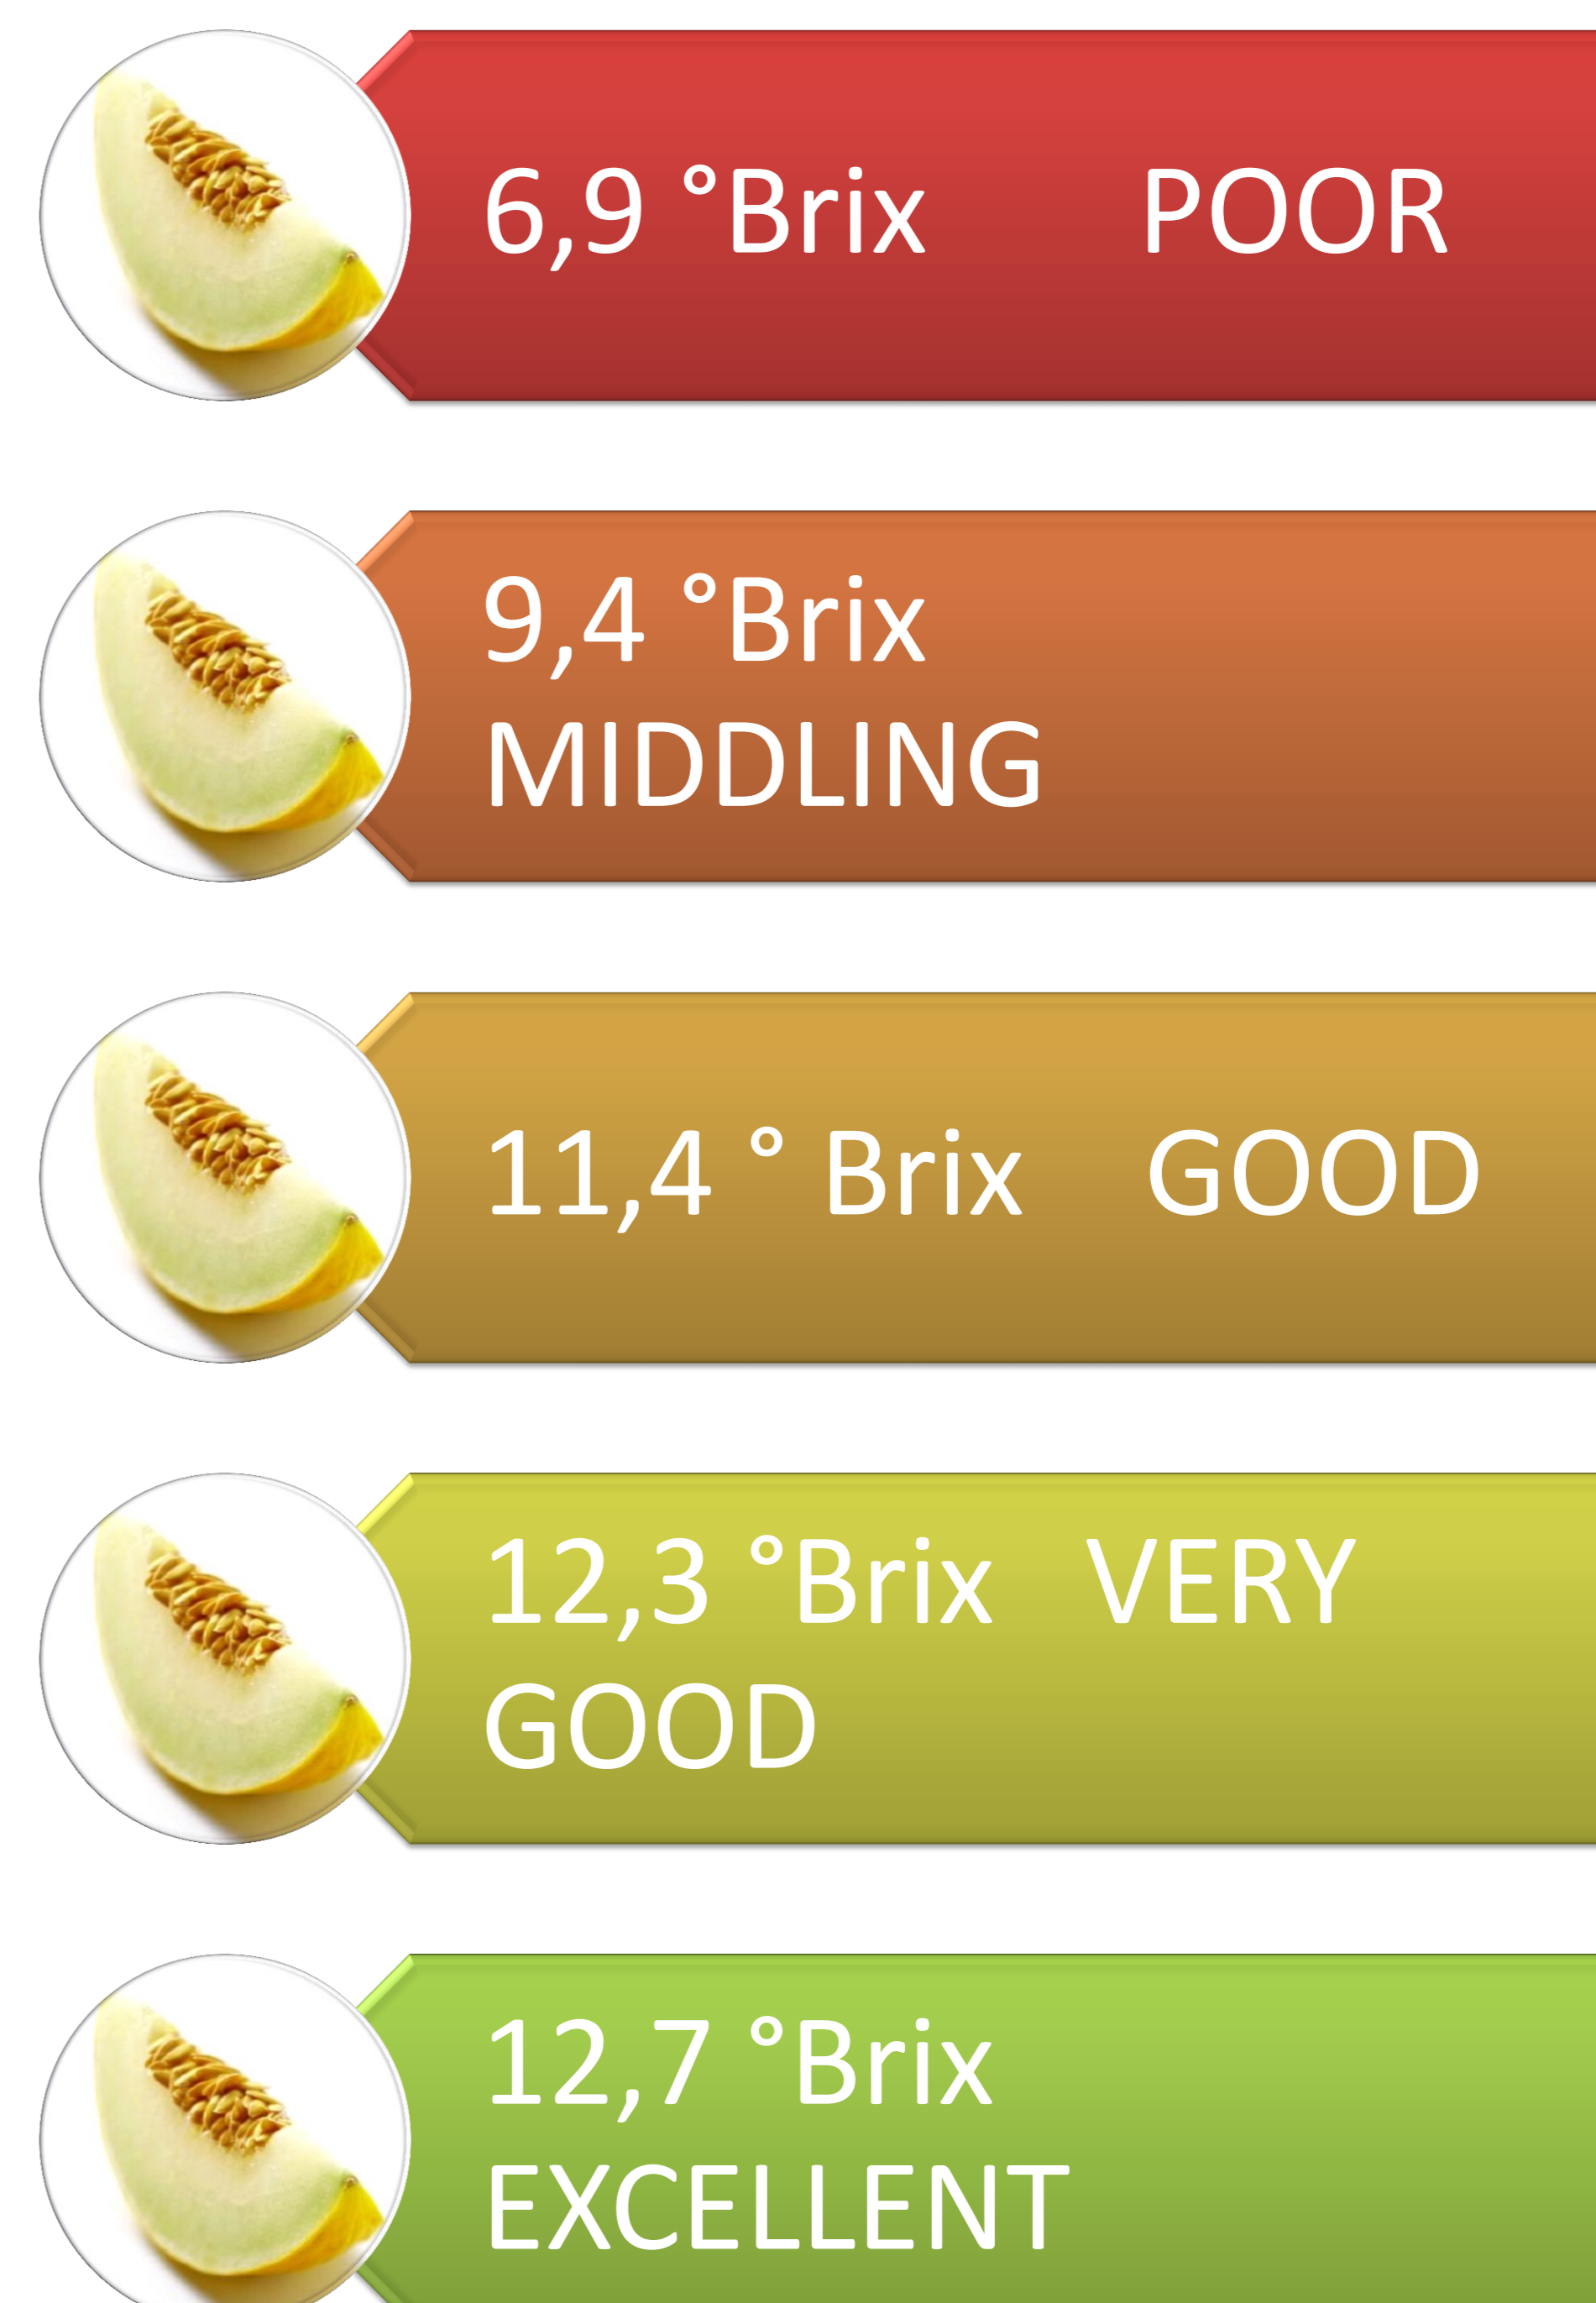 6,9 °Brix POOR
9,4 °Brix
MIDDLING
11,4 ° Brix GOOD
12,3 °Brix VERY
GOOD
12,7 °Brix
EXCELLENT